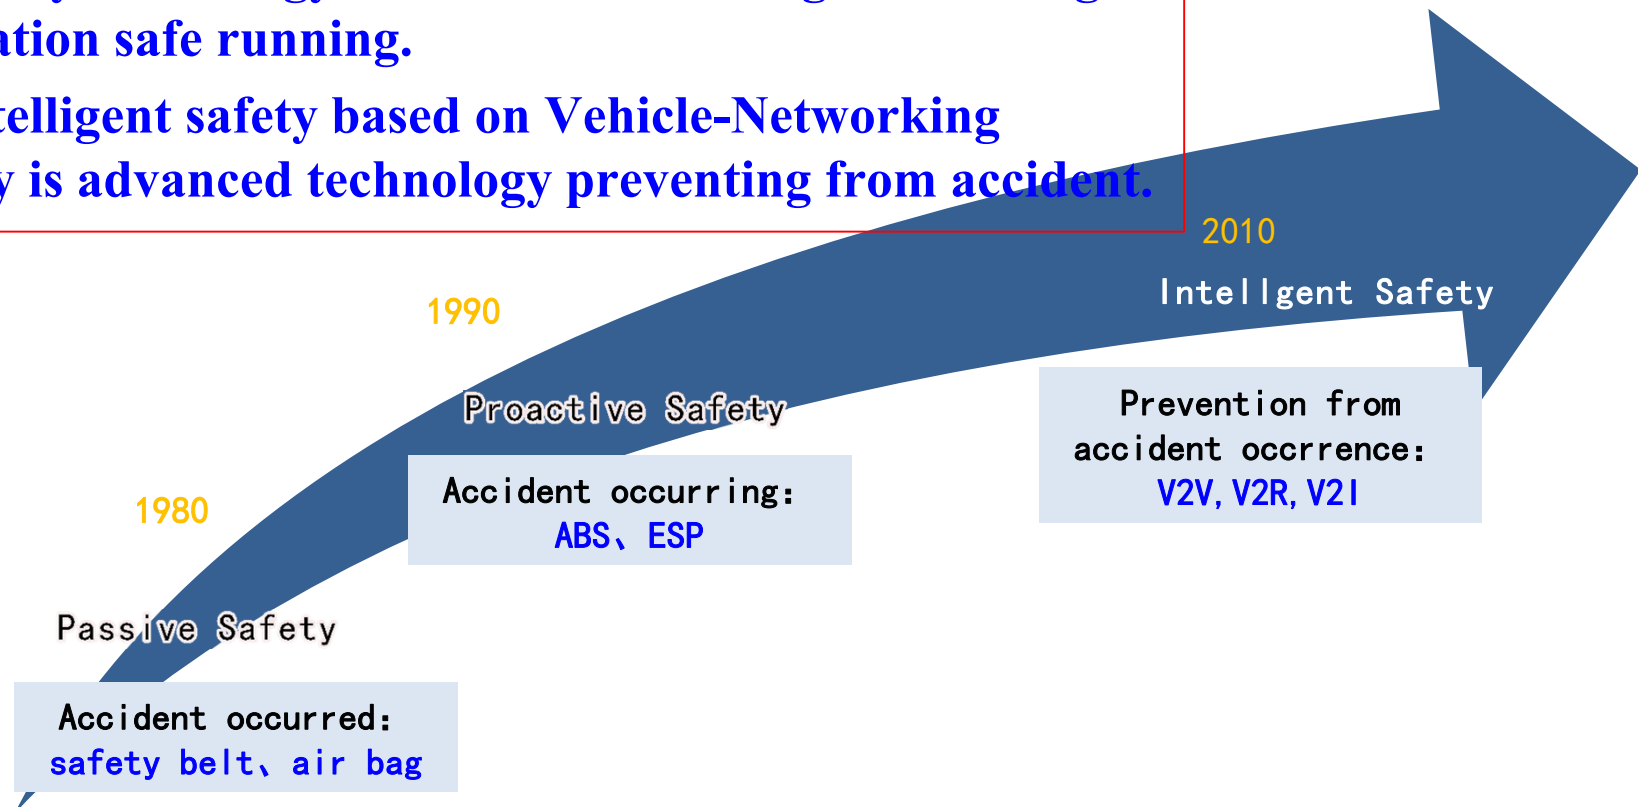 ation safe running.
telligent safety based on Vehicle-Networking
y is advanced technology preventing from accident.
2010
Intellgent Safety
1990
Proactive Safety
Prevention from
accident occrrence：
V2V, V2R, V2I
Accident occurring：
ABS、ESP
1980
Passive Safety
Accident occurred：
safety belt、air bag